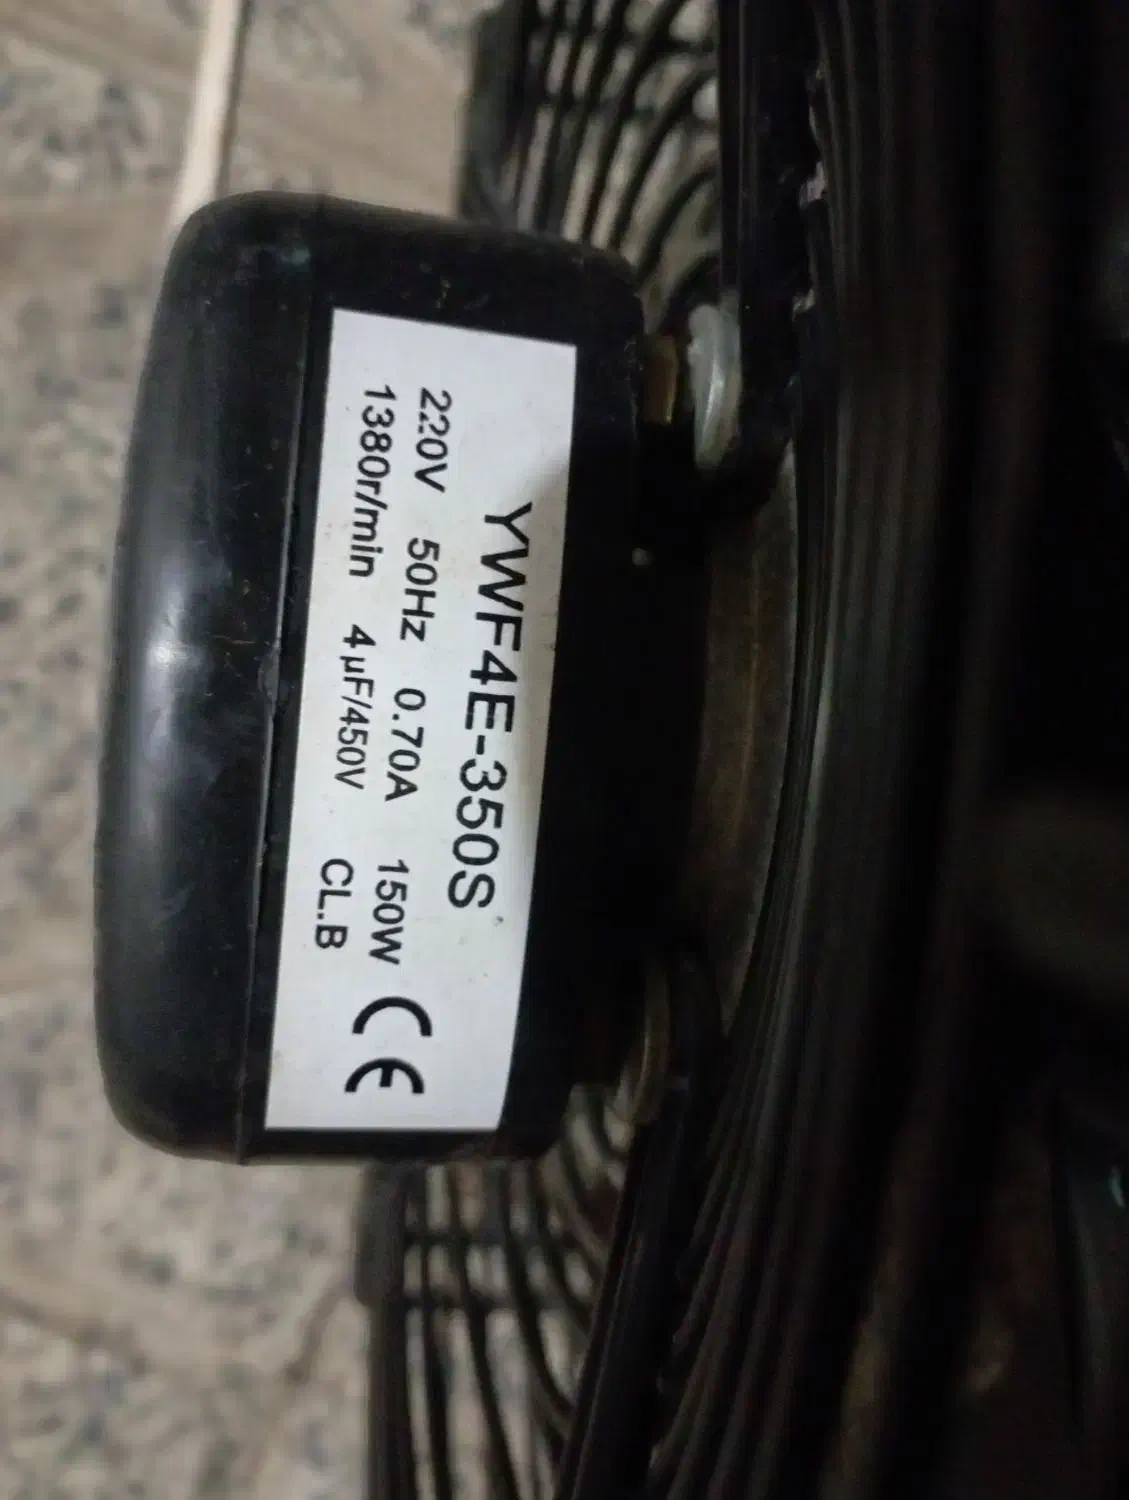 YWF4E-350S
220V 50Hz 0.70A 150W
1380r/min 4μF/450V CL.B
CE